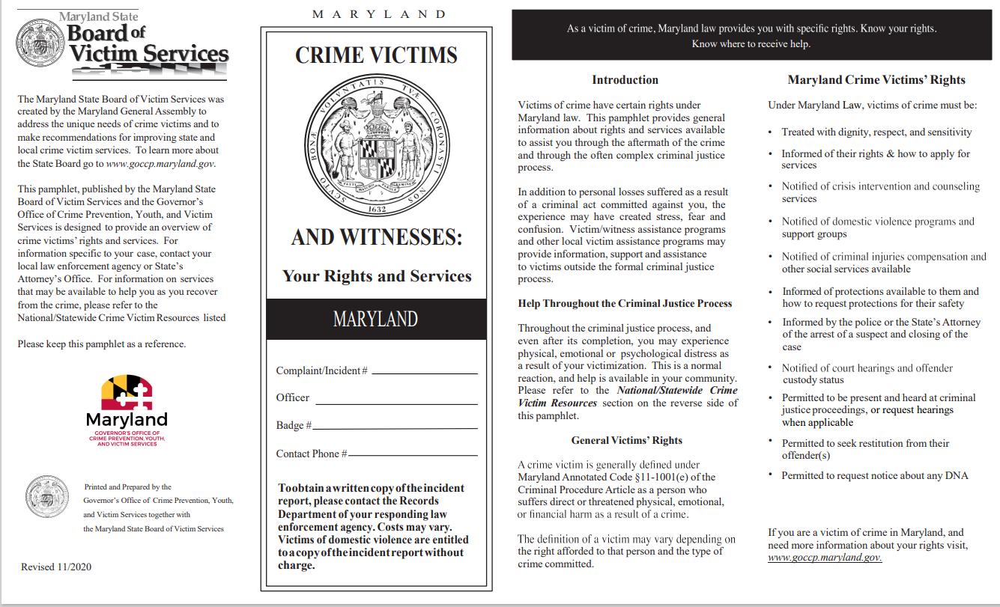 Maryland State
Board of
Victim Services
The Maryland State Board of Victim Services was
created by the Maryland General Assembly to
address the unique needs of crime victims and to
make recommendations for improving state and
local crime victim services. To learn more about
the State Board go to www.goccp.maryland.gov.
This pamphlet, published by the Maryland State
Board of Victim Services and the Governor's
Office of Crime Prevention, Youth, and Victim
Services is designed to provide an overview of
crime victims' rights and services. For
information specific to your case, contact your
local law enforcement agency or State's
Attorney's Office. For information on services
that may be available to help you as you recover
from the crime, please refer to the
National/Statewide Crime Victim Resources listed
Please keep this pamphlet as a reference.
Maryland
GOVERNOR'S OFFICE OF
CRIME PREVENTION, YOUTH,
AND VICTIM SERVICES
Printed and Prepared by the
Governor's Office of Crime Prevention, Youth,
and Victim Services together with
the Maryland State Board of Victim Services
Revised 11/2020
MARYLAND
CRIME VICTIMS
SCVTO BONÆ VOLVNTATIS TVÆ CORONASTI NOS
FATTI MASCHII PAROLE FEMINE
1632
AND WITNESSES:
Your Rights and Services
MARYLAND
Complaint/Incident #
Officer
Badge #
Contact Phone #
To obtain a written copy of the incident
report, please contact the Records
Department of your responding law
enforcement agency. Costs may vary.
Victims of domestic violence are entitled
to a copy of the incident report without
charge.
As a victim of crime, Maryland law provides you with specific rights. Know your rights.
Know where to receive help.
Introduction
Victims of crime have certain rights under
Maryland law. This pamphlet provides general
information about rights and services available
to assist you through the aftermath of the crime
and through the often complex criminal justice
process.
In addition to personal losses suffered as a result
of a criminal act committed against you, the
experience may have created stress, fear and
confusion. Victim/witness assistance programs
and other local victim assistance programs may
provide information, support and assistance
to victims outside the formal criminal justice
process.
Help Throughout the Criminal Justice Process
Throughout the criminal justice process, and
even after its completion, you may experience
physical, emotional or psychological distress as
a result of your victimization. This is a normal
reaction, and help is available in your community.
Please refer to the National/Statewide Crime
Victim Resources section on the reverse side of
this pamphlet.
General Victims' Rights
A crime victim is generally defined under
Maryland Annotated Code §11-1001(e) of the
Criminal Procedure Article as a person who
suffers direct or threatened physical, emotional,
or financial harm as a result of a crime.
The definition of a victim may vary depending on
the right afforded to that person and the type of
crime committed.
Maryland Crime Victims' Rights
Under Maryland Law, victims of crime must be:
• Treated with dignity, respect, and sensitivity
• Informed of their rights & how to apply for
services
• Notified of crisis intervention and counseling
services
• Notified of domestic violence programs and
support groups
• Notified of criminal injuries compensation and
other social services available
• Informed of protections available to them and
how to request protections for their safety
• Informed by the police or the State's Attorney
of the arrest of a suspect and closing of the
case
• Notified of court hearings and offender
custody status
• Permitted to be present and heard at criminal
justice proceedings, or request hearings
when applicable
• Permitted to seek restitution from their
offender(s)
• Permitted to request notice about any DNA
If you are a victim of crime in Maryland, and
need more information about your rights visit,
www.goccp.maryland.gov.